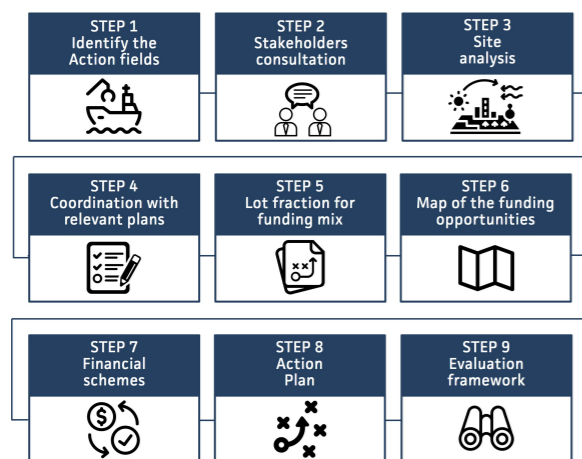 STEP 1
Identify the
Action fields
STEP 2
Stakeholders
consultation
STEP 3
Site
analysis
STEP 4
Coordination with
relevant plans
STEP 5
Lot fraction for
funding mix
STEP 6
Map of the funding
opportunities
STEP 7
Financial
schemes
STEP 8
Action
Plan
STEP 9
Evaluation
framework